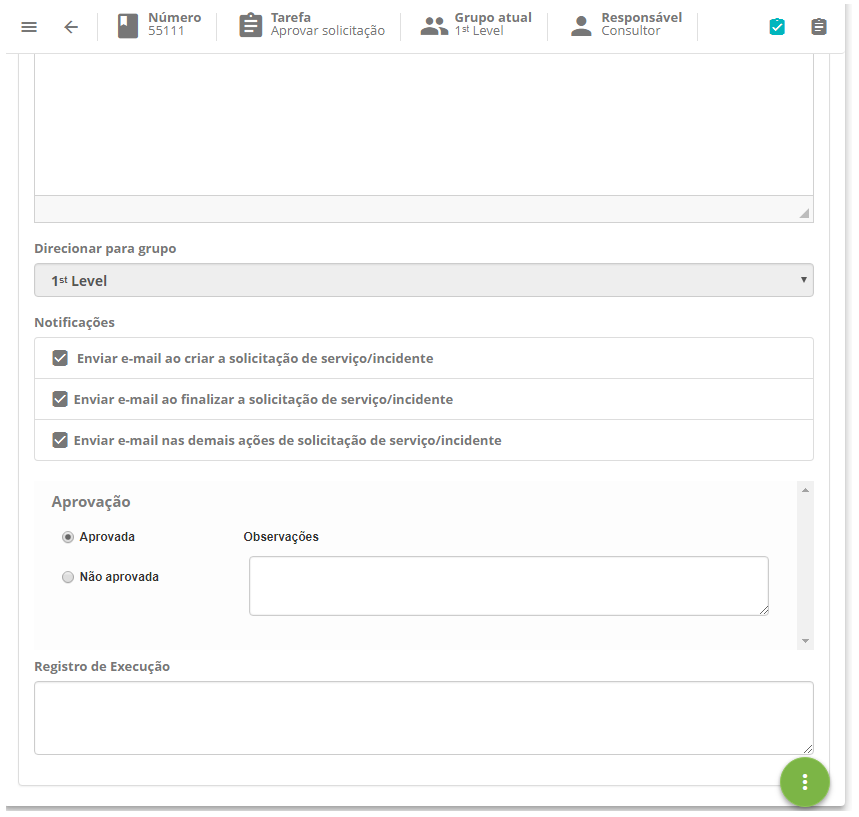 Número
55111
Tarefa
Aprovar solicitação
Grupo atual
1st Level
Responsável
Consultor
Direcionar para grupo
1st Level
Notificações
Enviar e-mail ao criar a solicitação de serviço/incidente
Enviar e-mail ao finalizar a solicitação de serviço/incidente
Enviar e-mail nas demais ações de solicitação de serviço/incidente
Aprovação
Aprovada
Observações
Não aprovada
Registro de Execução